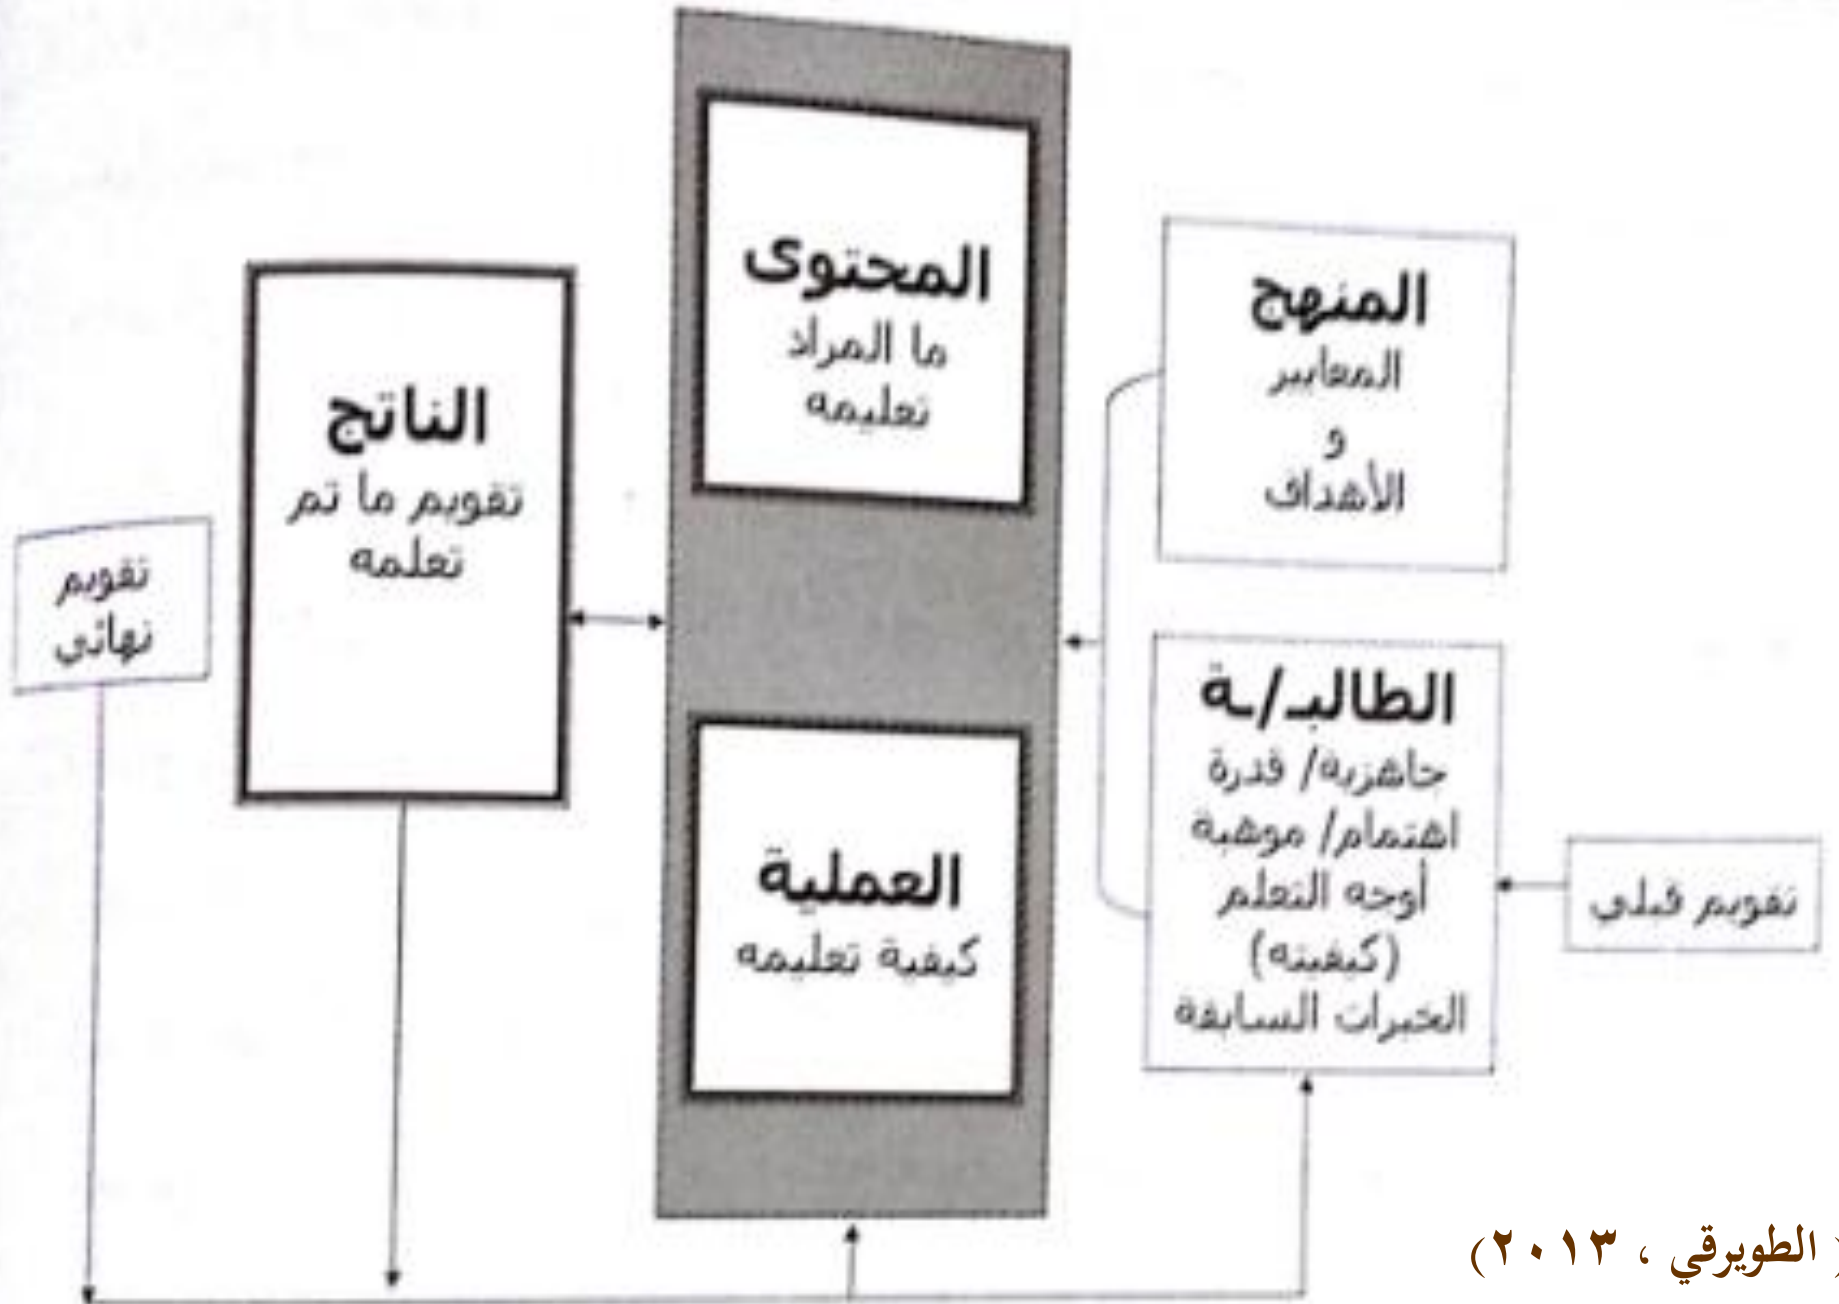 المنهج
المعايير
و
الأهداف
الطالبـ/ـة
جاهزية/ قدرة
اهتمام/ موهبة
أوجه التعلم
(كيفيته)
الخبرات السابقة
تقويم قبلي
المحتوى
ما المراد
تعليمه
العملية
كيفية تعليمه
الناتج
تقويم ما تم
تعلمه
تقويم
نهائي
( الطويرقي ، ٢٠١٣)